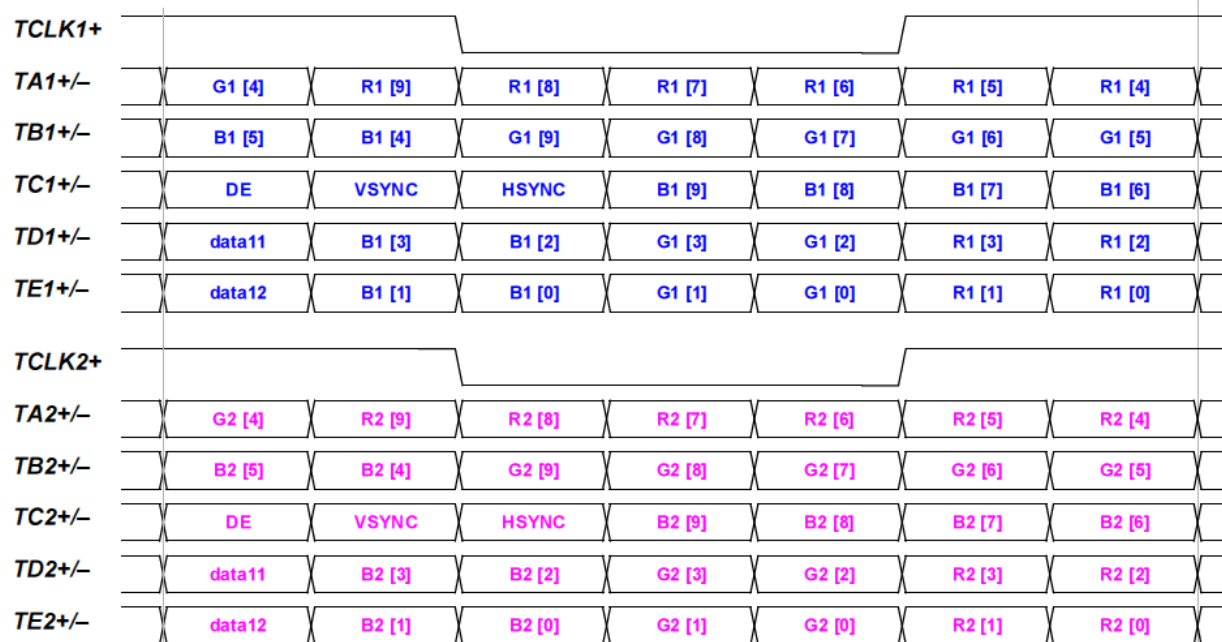 TCLK1+
TA1+/– G1 [4] R1 [9] R1 [8] R1 [7] R1 [6] R1 [5] R1 [4]
TB1+/– B1 [5] B1 [4] G1 [9] G1 [8] G1 [7] G1 [6] G1 [5]
TC1+/– DE VSYNC HSYNC B1 [9] B1 [8] B1 [7] B1 [6]
TD1+/– data11 B1 [3] B1 [2] G1 [3] G1 [2] R1 [3] R1 [2]
TE1+/– data12 B1 [1] B1 [0] G1 [1] G1 [0] R1 [1] R1 [0]
TCLK2+
TA2+/– G2 [4] R2 [9] R2 [8] R2 [7] R2 [6] R2 [5] R2 [4]
TB2+/– B2 [5] B2 [4] G2 [9] G2 [8] G2 [7] G2 [6] G2 [5]
TC2+/– DE VSYNC HSYNC B2 [9] B2 [8] B2 [7] B2 [6]
TD2+/– data11 B2 [3] B2 [2] G2 [3] G2 [2] R2 [3] R2 [2]
TE2+/– data12 B2 [1] B2 [0] G2 [1] G2 [0] R2 [1] R2 [0]